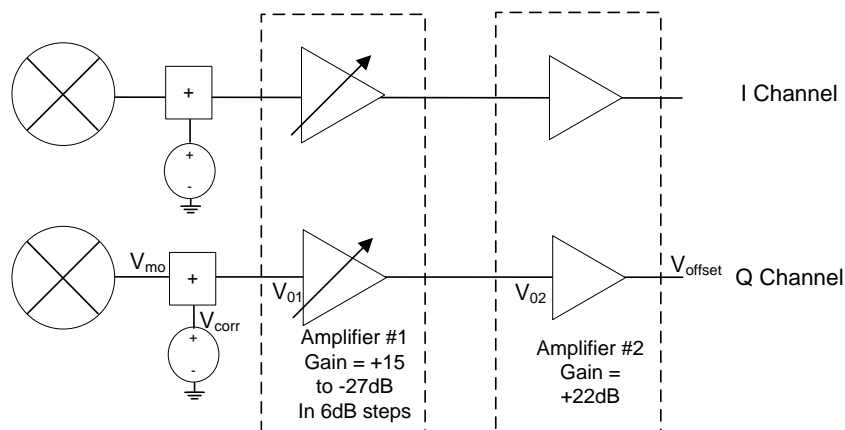 +
+
-
I Channel
V_mo
+
V_01
V_corr
+
-
V_02
V_offset
Q Channel
Amplifier #1
Gain = +15
to -27dB
In 6dB steps
Amplifier #2
Gain =
+22dB